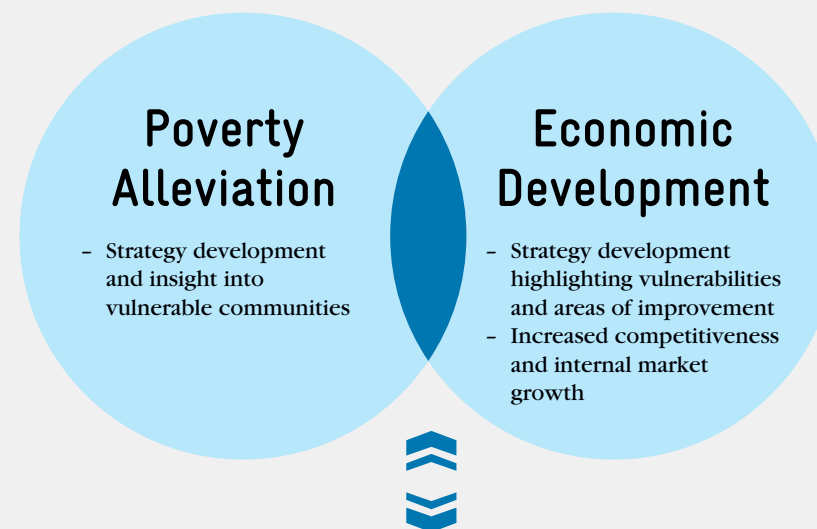 Poverty
Alleviation
– Strategy development
and insight into
vulnerable communities
Economic
Development
– Strategy development
highlighting vulnerabilities
and areas of improvement
– Increased competitiveness
and internal market
growth